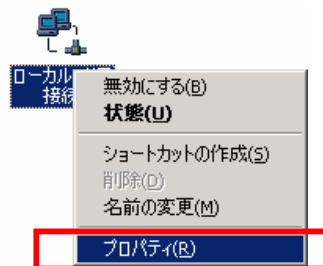 ローカル
接続
無効にする(B)
状態(U)
ショートカットの作成(S)
削除(D)
名前の変更(M)
プロパティ(R)